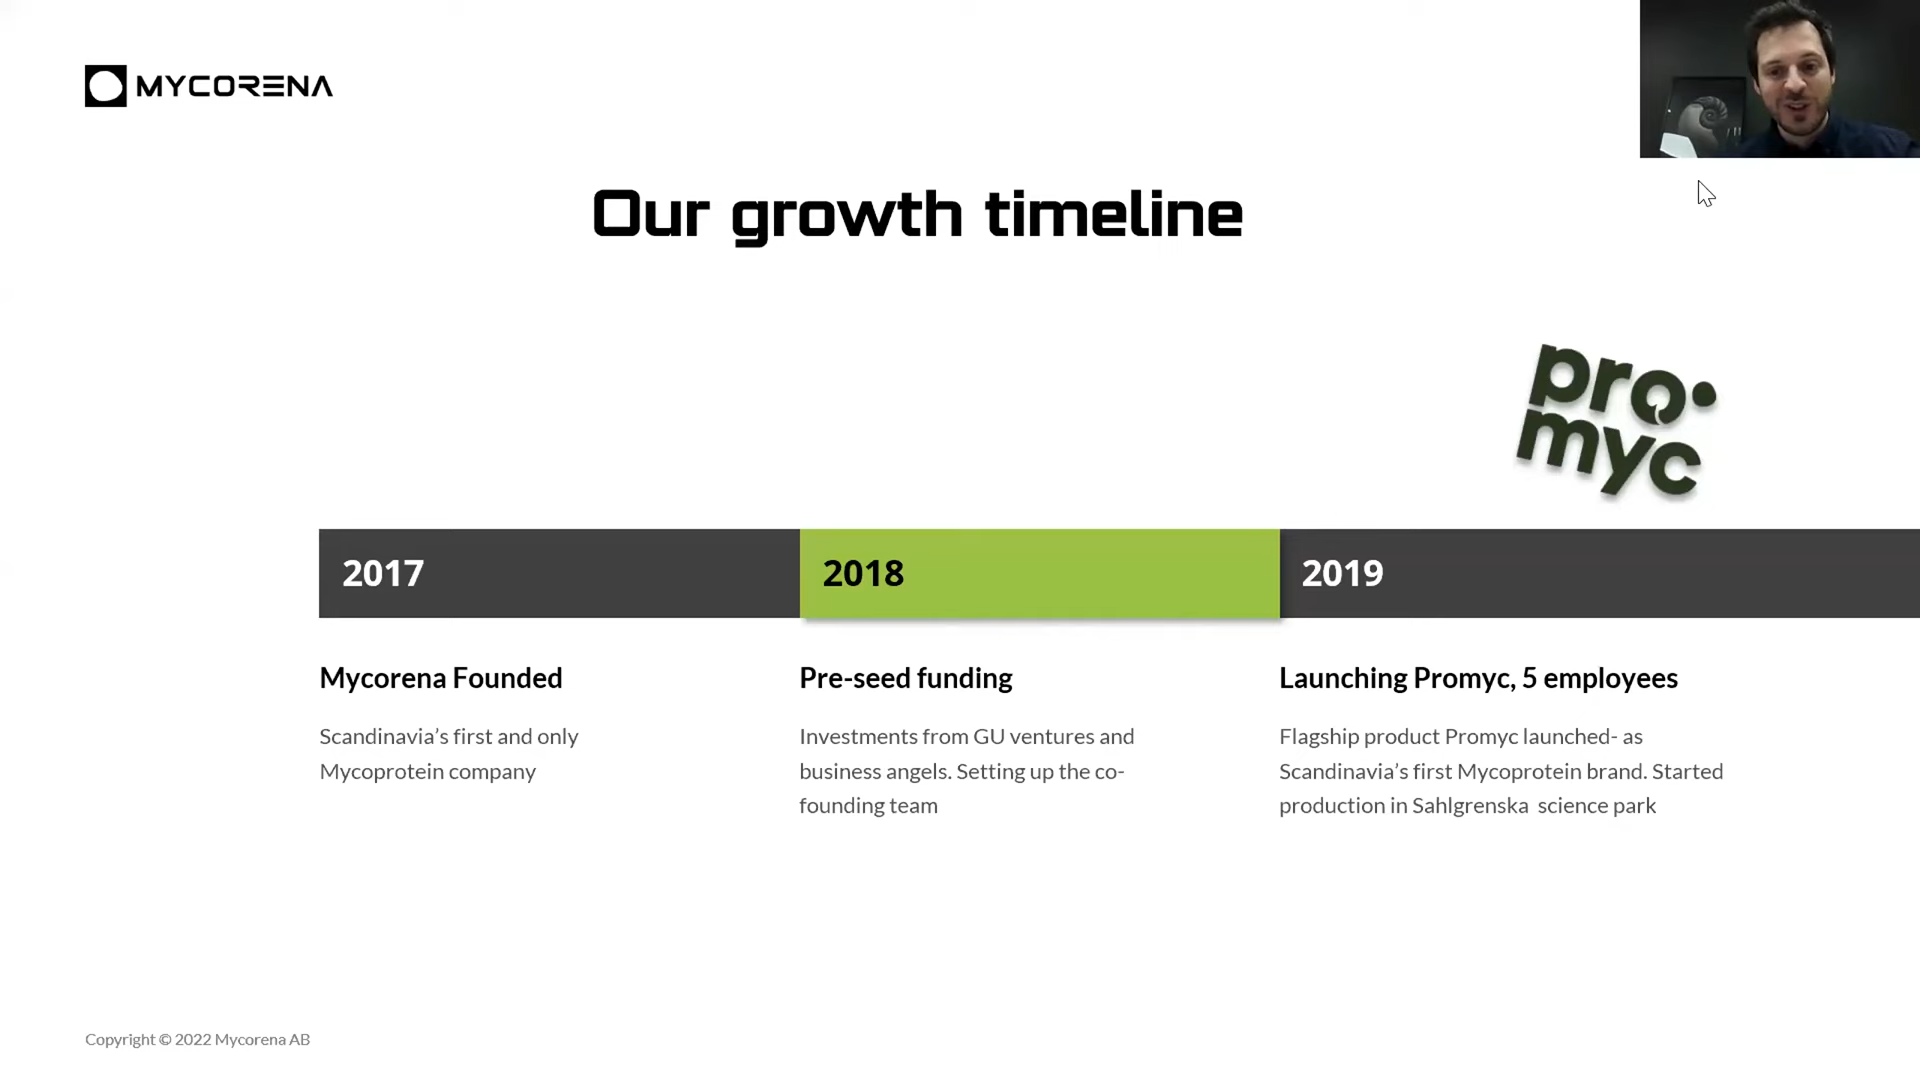 MYCORENA
Our growth timeline
pro•
myc
2017
2018
2019
Mycorena Founded
Scandinavia’s first and only
Mycoprotein company
Pre-seed funding
Investments from GU ventures and
business angels. Setting up the co-
founding team
Launching Promyc, 5 employees
Flagship product Promyc launched- as
Scandinavia’s first Mycoprotein brand. Started
production in Sahlgrenska  science park
Copyright © 2022 Mycorena AB